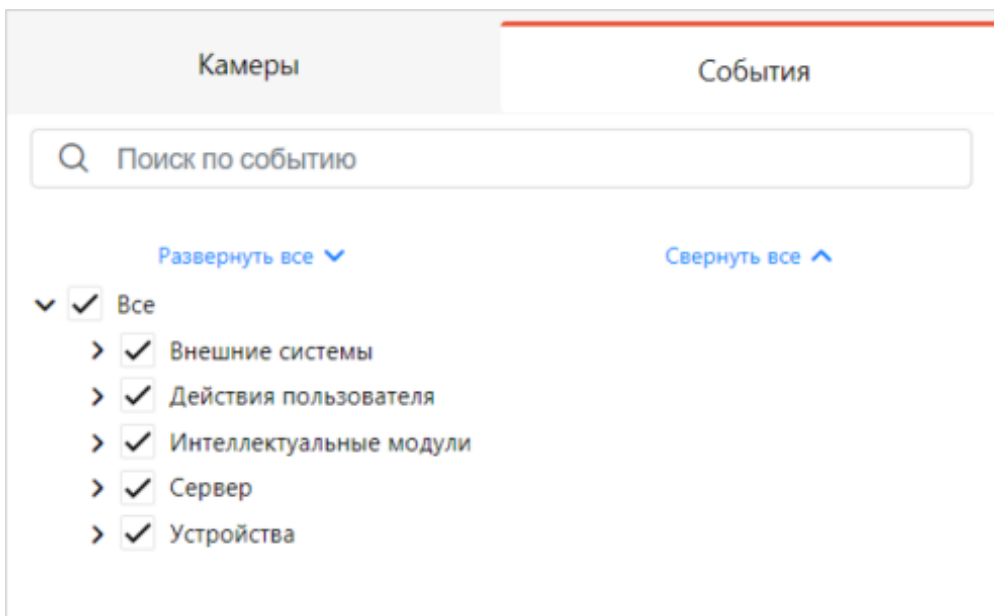 Камеры
События
Поиск по событию
Развернуть все
Свернуть все
Все
Внешние системы
Действия пользователя
Интеллектуальные модули
Сервер
Устройства